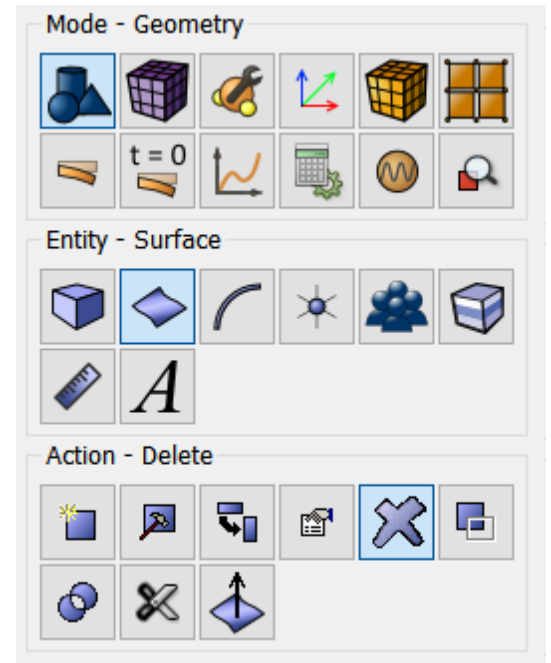 Mode - Geometry
t = 0
Entity - Surface
A
Action - Delete